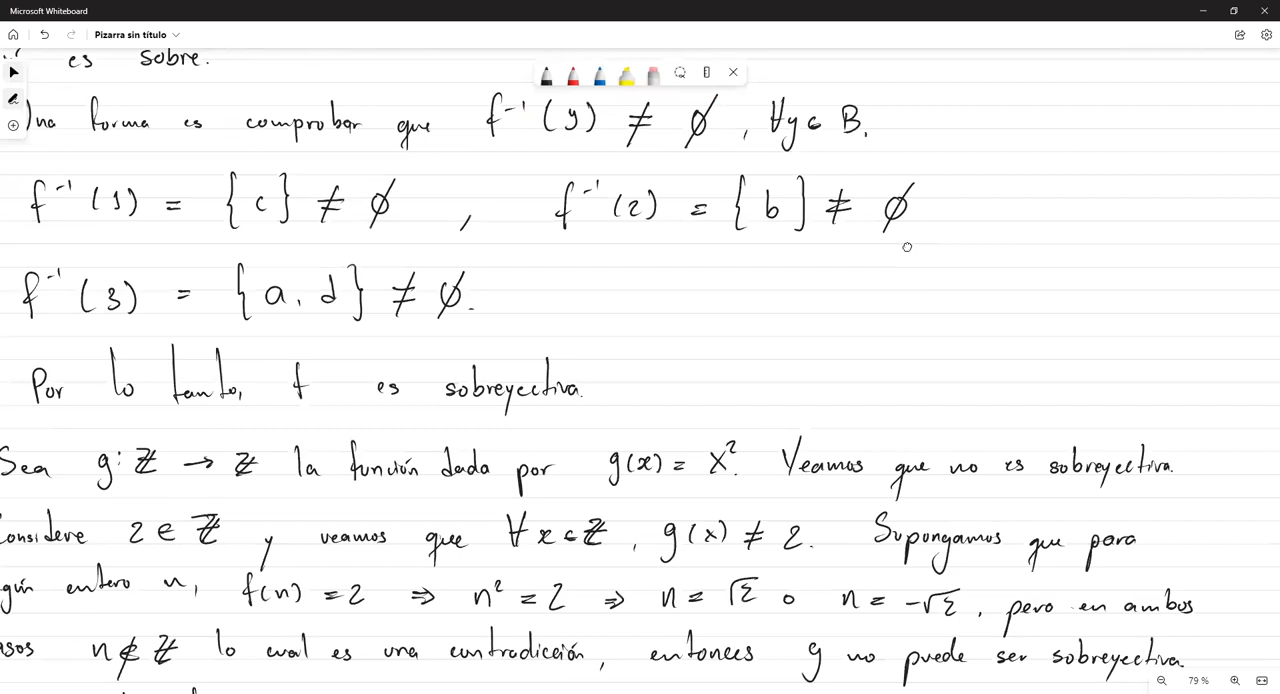 Microsoft Whiteboard
Pizarra sin título
es sobre.
Una forma es comprobar que f⁻¹(y) ≠ ∅, ∀y∈B.
f⁻¹(1) = {c} ≠ ∅ , f⁻¹(2) = {b} ≠ ∅
f⁻¹(3) = {a, d} ≠ ∅.
Por lo tanto, f es sobreyectiva.
Sea g: ℤ → ℤ la función dada por g(x) = x². Veamos que no es sobreyectiva.
onsidere 2 ∈ ℤ y veamos que ∀x∈ℤ, g(x) ≠ 2. Supongamos que para
gún entero n, f(n) = 2 ⇒ n² = 2 ⇒ n = √2 o n = -√2, pero en ambos
asos n∉ℤ lo cual es una contradicción, entonces g no puede ser sobreyectiva.
79 %